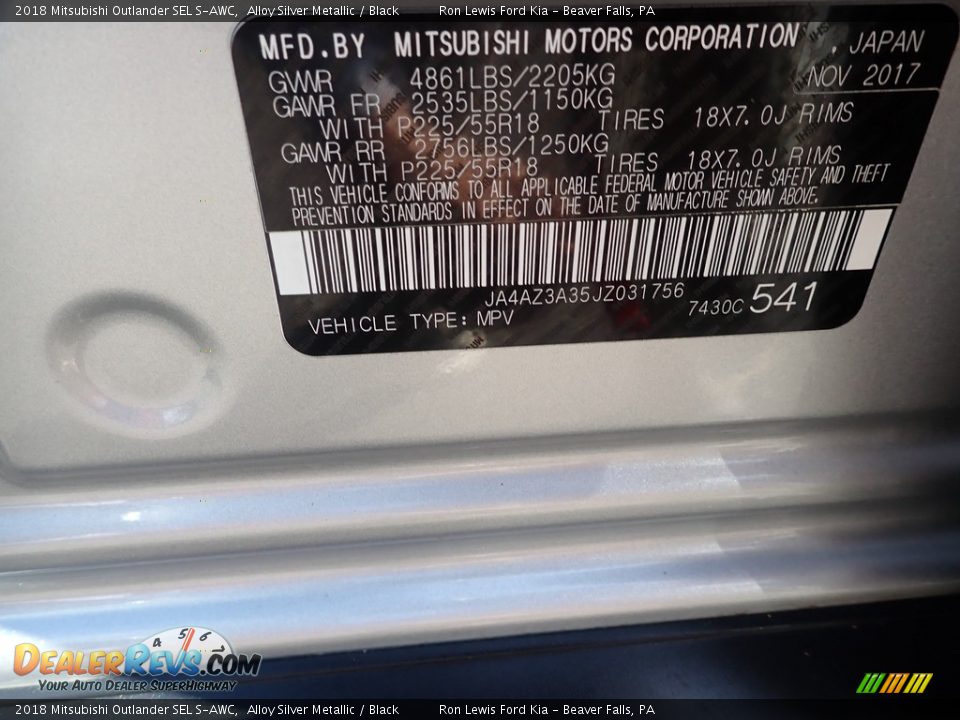 2018 Mitsubishi Outlander SEL S-AWC, Alloy Silver Metallic / Black Ron Lewis Ford Kia - Beaver Falls, PA
MFD.BY MITSUBISHI MOTORS CORPORATION , JAPAN
GWWR 4861LBS/2205KG NOV 2017
GAWR FR 2535LBS/1150KG
WITH P225/55R18 TIRES 18X7.0J RIMS
GAWR RR 2756LBS/1250KG
WITH P225/55R18 TIRES 18X7.0J RIMS
THIS VEHICLE CONFORMS TO ALL APPLICABLE FEDERAL MOTOR VEHICLE SAFETY AND THEFT
PREVENTION STANDARDS IN EFFECT ON THE DATE OF MANUFACTURE SHOWN ABOVE.
JA4AZ3A35JZ031756
VEHICLE TYPE: MPV 7430C 541
4 5 6
DEALERREVS.COM
YOUR AUTO DEALER SUPERHIGHWAY
2018 Mitsubishi Outlander SEL S-AWC, Alloy Silver Metallic / Black Ron Lewis Ford Kia - Beaver Falls, PA